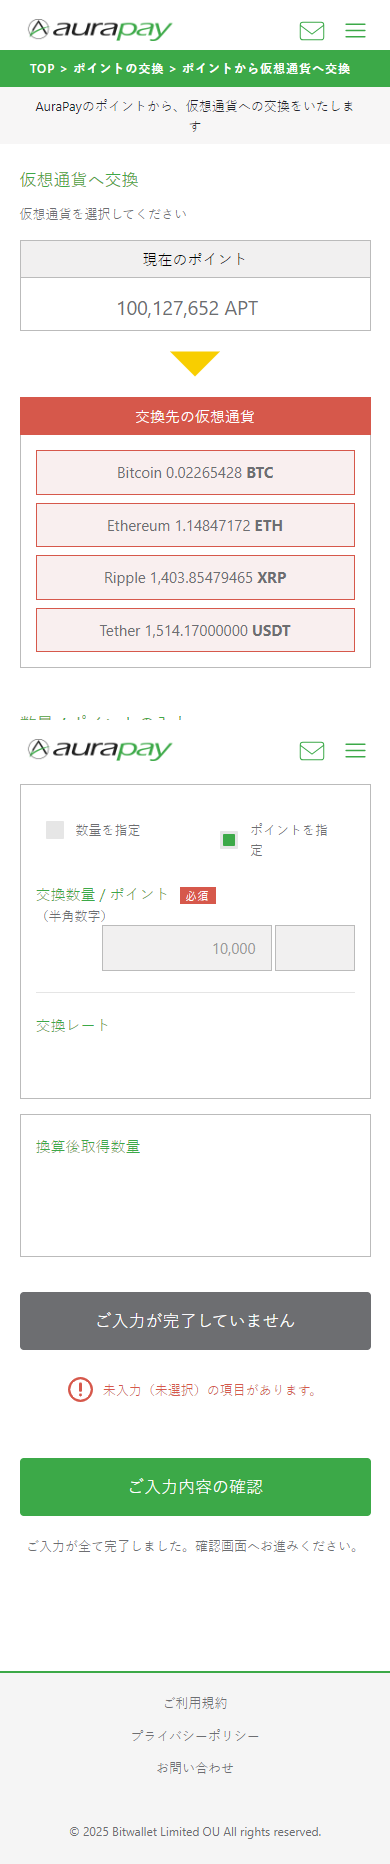 aurapay
TOP > ポイントの交換 > ポイントから仮想通貨へ交換
AuraPayのポイントから、仮想通貨への交換をいたしま
す
仮想通貨へ交換
仮想通貨を選択してください
現在のポイント
100,127,652 APT
交換先の仮想通貨
Bitcoin 0.02265428 BTC
Ethereum 1.14847172 ETH
Ripple 1,403.85479465 XRP
Tether 1,514.17000000 USDT
数量 / ポイントの入力
aurapay
数量を指定
ポイントを指
定
交換数量 / ポイント 必須
（半角数字）
10,000
交換レート
換算後取得数量
ご入力が完了していません
未入力（未選択）の項目があります。
ご入力内容の確認
ご入力が全て完了しました。確認画面へお進みください。
ご利用規約
プライバシーポリシー
お問い合わせ
© 2025 Bitwallet Limited OU All rights reserved.